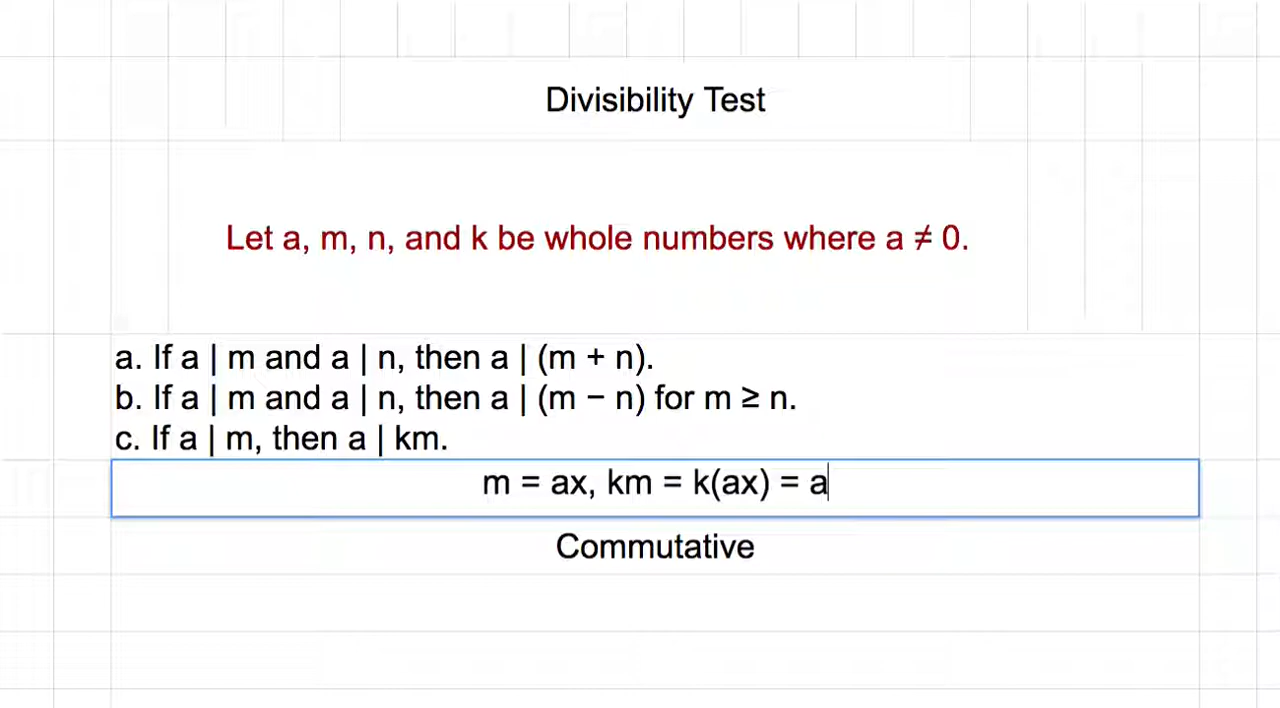 Divisibility Test
Let a, m, n, and k be whole numbers where a ≠ 0.
a. If a | m and a | n, then a | (m + n).
b. If a | m and a | n, then a | (m − n) for m ≥ n.
c. If a | m, then a | km.
m = ax, km = k(ax) = a
Commutative